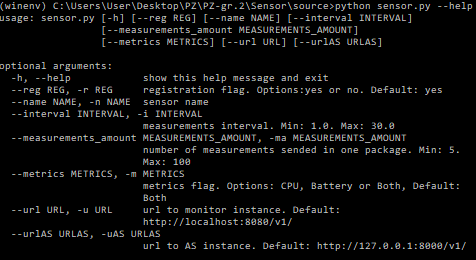 (winenv) C:\Users\User\Desktop\PZ\PZ-gr.2\Sensor\source>python sensor.py --help
usage: sensor.py [-h] [--reg REG] [--name NAME] [--interval INTERVAL]
[--measurements_amount MEASUREMENTS_AMOUNT]
[--metrics METRICS] [--url URL] [--urlAS URLAS]
optional arguments:
-h, --help show this help message and exit
--reg REG, -r REG registration flag. Options:yes or no. Default: yes
--name NAME, -n NAME sensor name
--interval INTERVAL, -i INTERVAL
measurements interval. Min: 1.0. Max: 30.0
--measurements_amount MEASUREMENTS_AMOUNT, -ma MEASUREMENTS_AMOUNT
number of measurements sended in one package. Min: 5.
Max: 100
--metrics METRICS, -m METRICS
metrics flag. Options: CPU, Battery or Both, Default:
Both
--url URL, -u URL url to monitor instance. Default:
http://localhost:8080/v1/
--urlAS URLAS, -uAS URLAS
url to AS instance. Default: http://127.0.0.1:8000/v1/